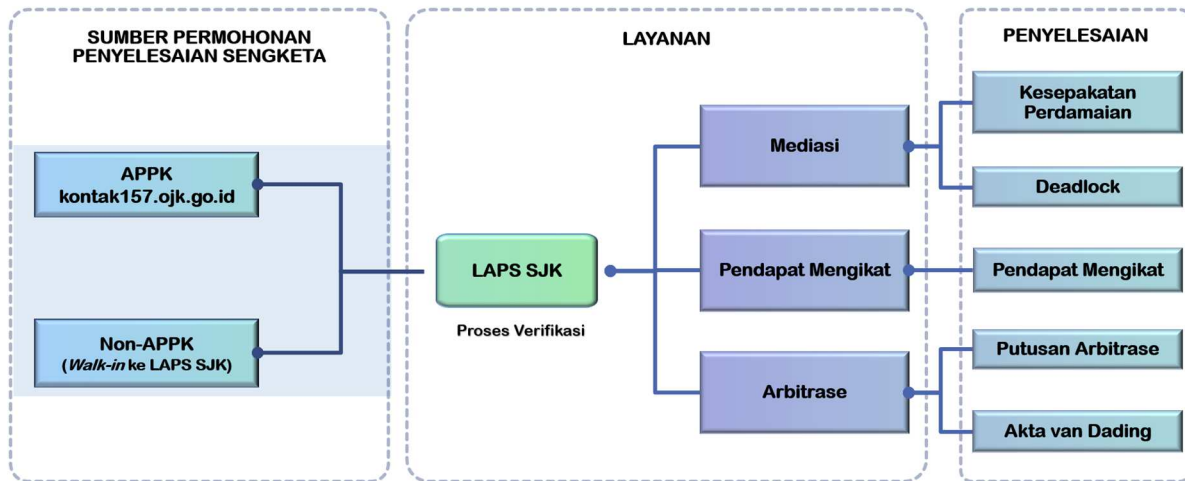 SUMBER PERMOHONAN
PENYELESAIAN SENGKETA
APPK
kontak157.ojk.go.id
Non-APPK
(Walk-in ke LAPS SJK)
LAYANAN
LAPS SJK
Proses Verifikasi
Mediasi
Pendapat Mengikat
Arbitrase
PENYELESAIAN
Kesepakatan
Perdamaian
Deadlock
Pendapat Mengikat
Putusan Arbitrase
Akta van Dading